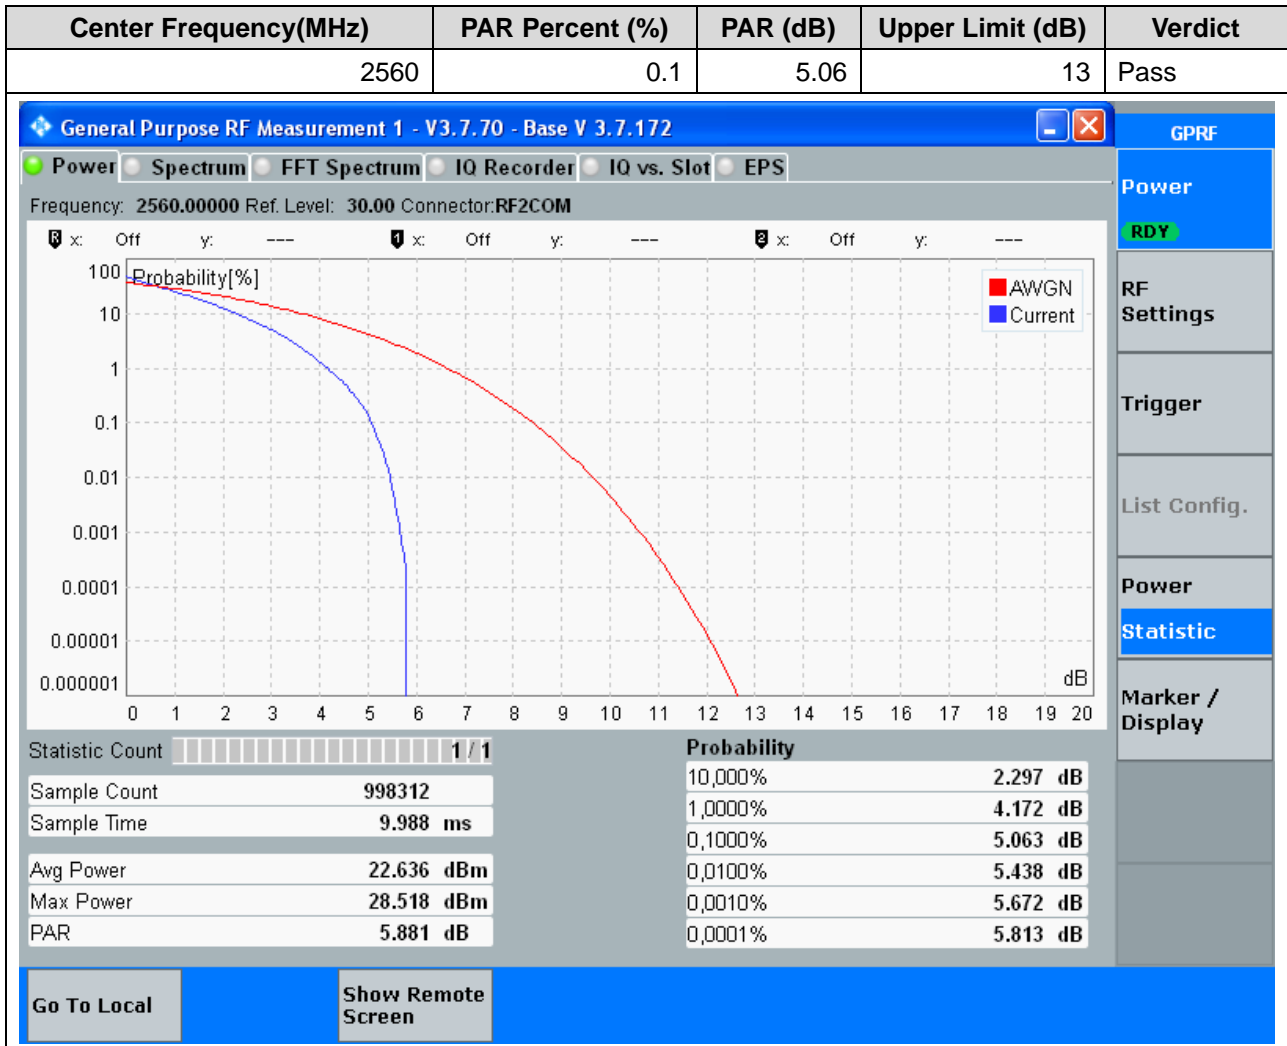 Center Frequency(MHz) PAR Percent (%) PAR (dB) Upper Limit (dB) Verdict
2560 0.1 5.06 13 Pass
General Purpose RF Measurement 1 - V3.7.70 - Base V 3.7.172
GPRF
Power Spectrum FFT Spectrum IQ Recorder IQ vs. Slot EPS
Frequency: 2560.00000 Ref. Level: 30.00 Connector:RF2COM
R x: Off y: --- 1 x: Off y: --- 2 x: Off y: ---
Probability[%]
100
10
1
0.1
0.01
0.001
0.0001
0.00001
0.000001
AWGN
Current
dB
0 1 2 3 4 5 6 7 8 9 10 11 12 13 14 15 16 17 18 19 20
Statistic Count 1 / 1
Sample Count 998312
Sample Time 9.988 ms
Avg Power 22.636 dBm
Max Power 28.518 dBm
PAR 5.881 dB
Probability
10,000% 2.297 dB
1,0000% 4.172 dB
0,1000% 5.063 dB
0,0100% 5.438 dB
0,0010% 5.672 dB
0,0001% 5.813 dB
Power
RDY
RF
Settings
Trigger
List Config.
Power
Statistic
Marker /
Display
Go To Local
Show Remote
Screen